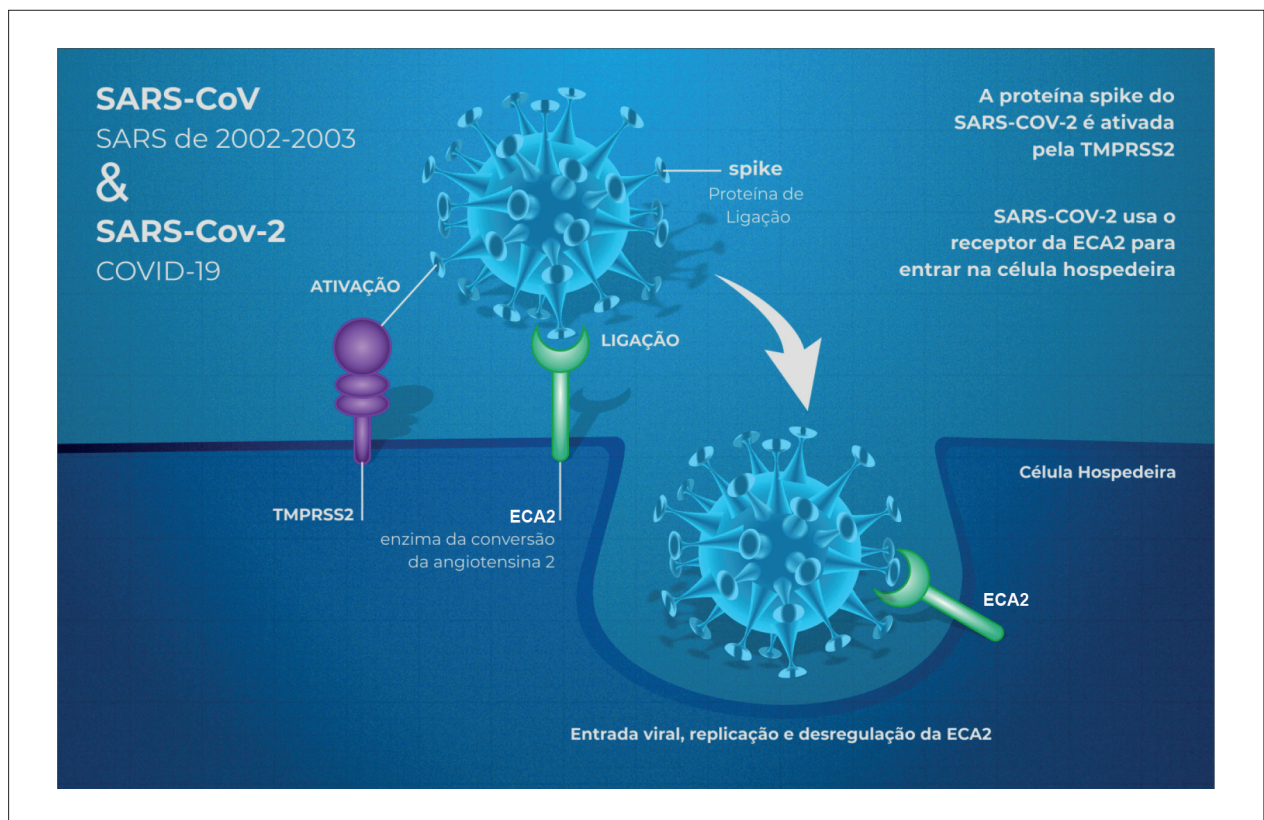 SARS-CoV
SARS de 2002-2003
&
SARS-Cov-2
COVID-19
A proteína spike do
SARS-COV-2 é ativada
pela TMPRSS2
SARS-COV-2 usa o
receptor da ECA2 para
entrar na célula hospedeira
spike
Proteína de
Ligação
ATIVAÇÃO
LIGAÇÃO
Célula Hospedeira
TMPRSS2
ECA2
enzima da conversão
da angiotensina 2
ECA2
Entrada viral, replicação e desregulação da ECA2